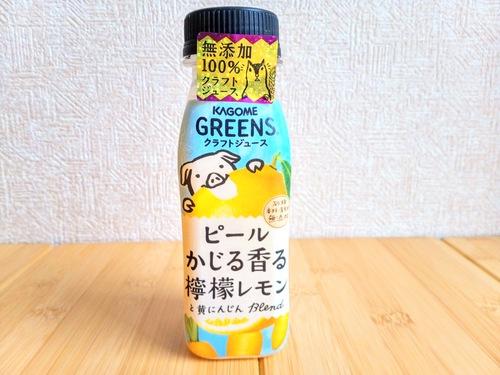 無添加
100%
クラフト
ジュース
KAGOME
GREENS
クラフトジュース
ピール
かじる香る
檸檬レモン
と 黄にんじん Blend